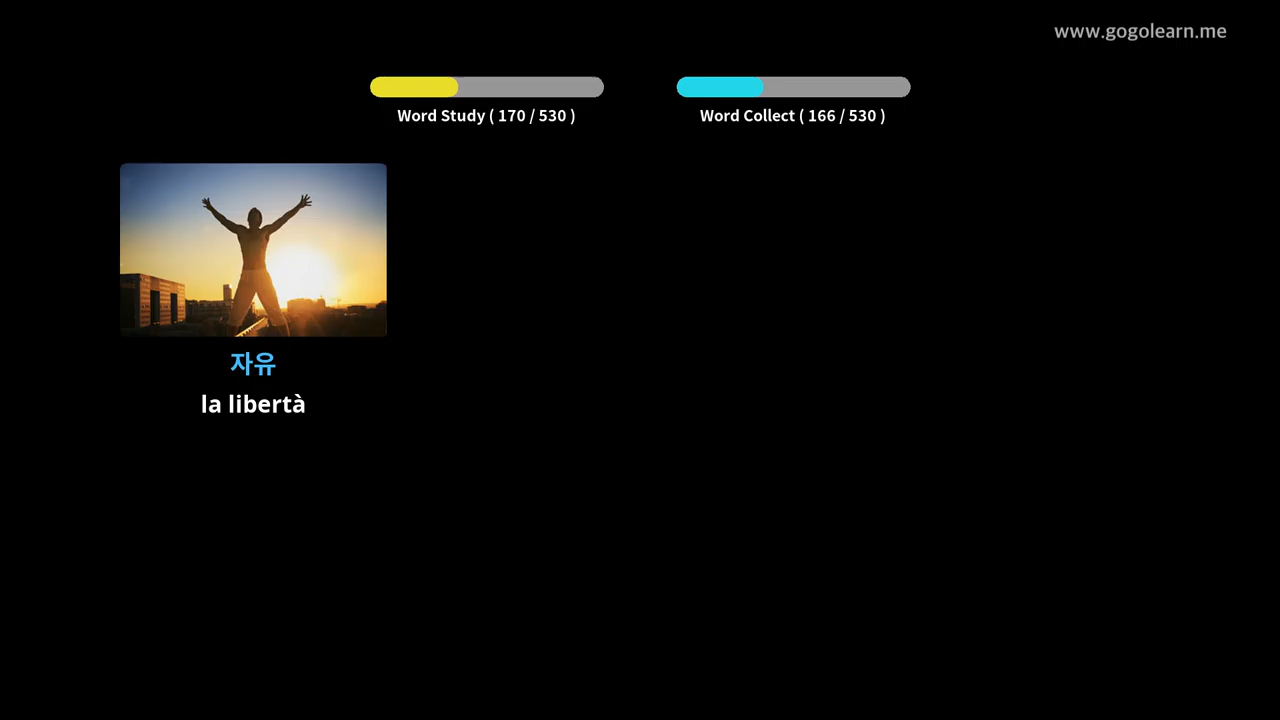 www.gogolearn.me
Word Study ( 170 / 530 )
Word Collect ( 166 / 530 )
자유
la libertà